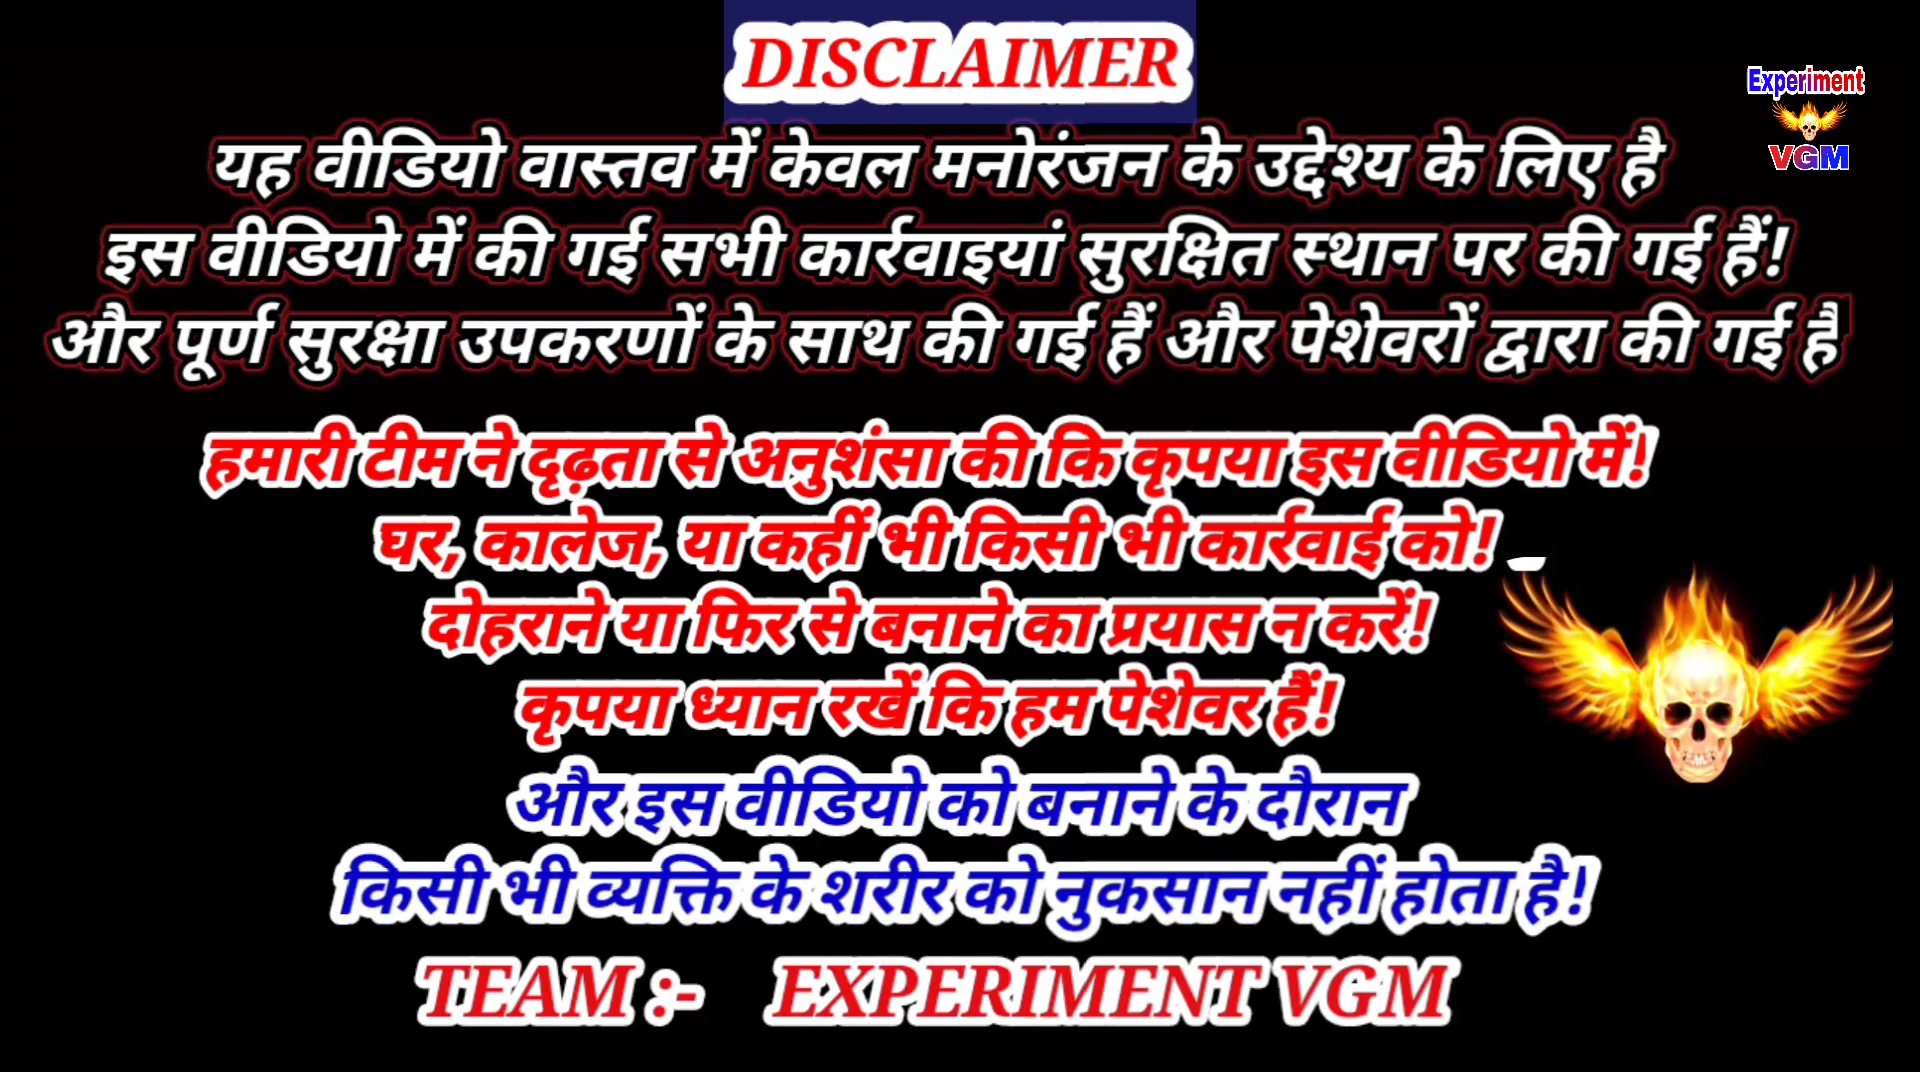 DISCLAIMER
Experiment
VGM
यह वीडियो वास्तव में केवल मनोरंजन के उद्देश्य के लिए है
इस वीडियो में की गई सभी कार्रवाइयां सुरक्षित स्थान पर की गई हैं!
और पूर्ण सुरक्षा उपकरणों के साथ की गई हैं और पेशेवरों द्वारा की गई है
हमारी टीम ने दृढ़ता से अनुशंसा की कि कृपया इस वीडियो में!
घर, कालेज, या कहीं भी किसी भी कार्रवाई को!
दोहराने या फिर से बनाने का प्रयास न करें!
कृपया ध्यान रखें कि हम पेशेवर हैं!
और इस वीडियो को बनाने के दौरान
किसी भी व्यक्ति के शरीर को नुकसान नहीं होता है!
TEAM :- EXPERIMENT VGM